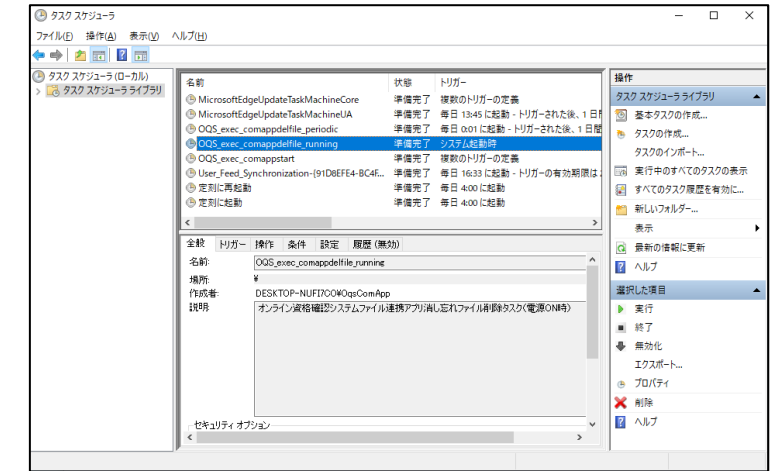 タスク スケジューラ
ファイル(F) 操作(A) 表示(V) ヘルプ(H)
タスク スケジューラ (ローカル)
タスク スケジューラ ライブラリ
名前 状態 トリガー
MicrosoftEdgeUpdateTaskMachineCore 準備完了 複数のトリガーの定義
MicrosoftEdgeUpdateTaskMachineUA 準備完了 毎日 13:45 に起動 - トリガーされた後、1 日間
OQS_exec_comappdelfile_periodic 準備完了 毎日 0:01 に起動 - トリガーされた後、1 日間
OQS_exec_comappdelfile_running 準備完了 システム起動時
OQS_exec_comappstart 準備完了 複数のトリガーの定義
User_Feed_Synchronization-{91D8EFE4-BC4F... 準備完了 毎日 16:33 に起動 - トリガーの有効期限は
定刻に再起動 準備完了 毎日 4:00 に起動
定刻に起動 準備完了 毎日 4:00 に起動
全般 トリガー 操作 条件 設定 履歴 (無効)
名前: OQS_exec_comappdelfile_running
場所: ¥
作成者: DESKTOP-NUFI7CO¥OqsComApp
説明: オンライン資格確認システムファイル連携アプリ消し忘れファイル削除タスク(電源ON時)
セキュリティ オプション
操作
タスク スケジューラ ライブラリ
基本タスクの作成...
タスクの作成...
タスクのインポート...
実行中のすべてのタスクの表示
すべてのタスク履歴を有効に...
新しいフォルダー...
表示
最新の情報に更新
ヘルプ
選択した項目
実行
終了
無効化
エクスポート...
プロパティ
削除
ヘルプ